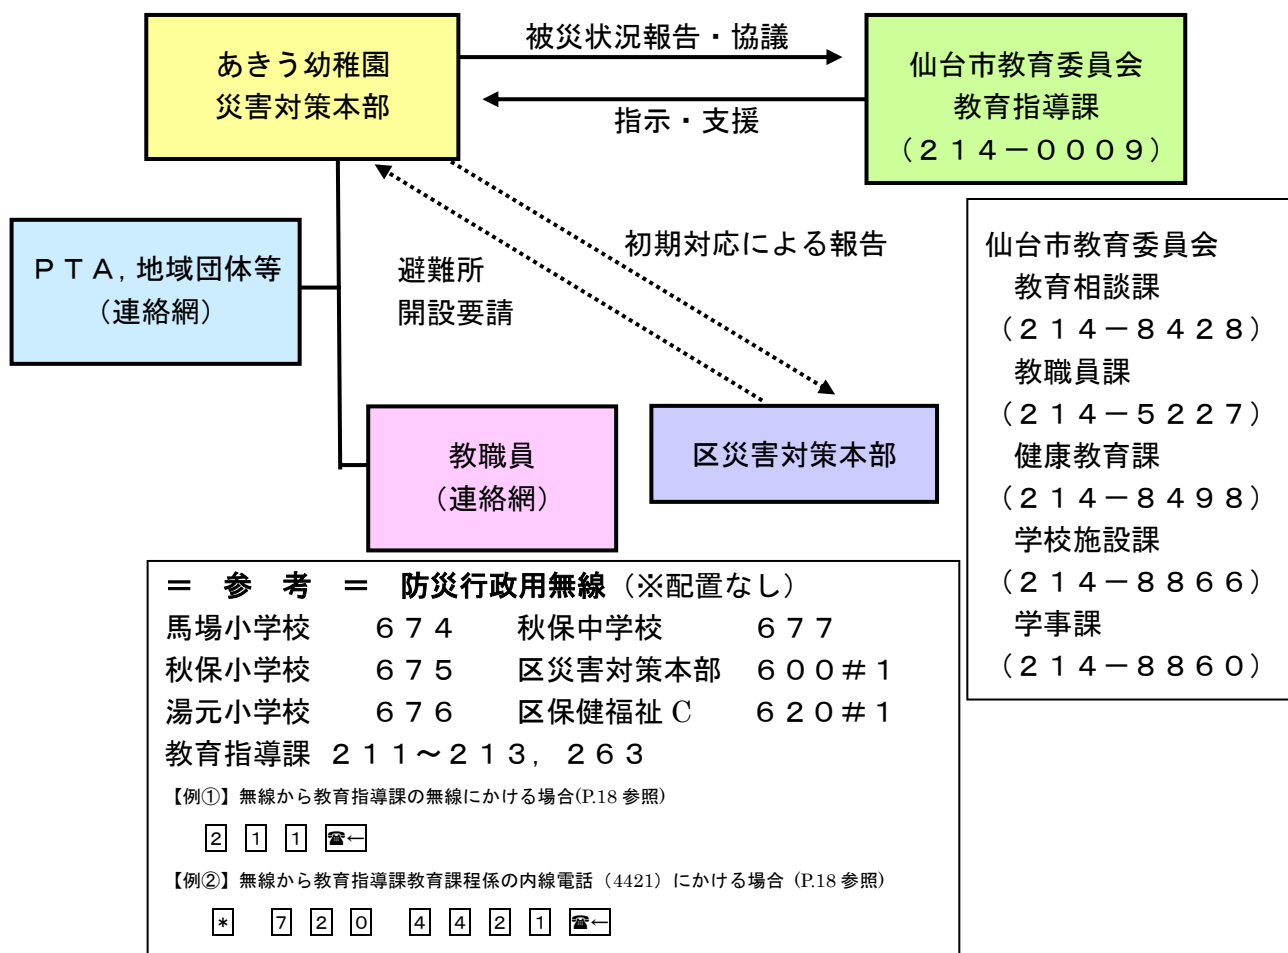 あきう幼稚園
災害対策本部
被災状況報告・協議
指示・支援
仙台市教育委員会
教育指導課
（２１４－０００９）
ＰＴＡ，地域団体等
（連絡網）
避難所
開設要請
初期対応による報告
教職員
（連絡網）
区災害対策本部
仙台市教育委員会
教育相談課
（２１４－８４２８）
教職員課
（２１４－５２２７）
健康教育課
（２１４－８４９８）
学校施設課
（２１４－８８６６）
学事課
（２１４－８８６０）
＝　参　考　＝　防災行政用無線（※配置なし）
馬場小学校　６７４　秋保中学校　６７７
秋保小学校　６７５　区災害対策本部　６００＃１
湯元小学校　６７６　区保健福祉 C　６２０＃１
教育指導課 ２１１～２１３，２６３
【例①】無線から教育指導課の無線にかける場合(P.18 参照)
2 1 1 ☎←
【例②】無線から教育指導課教育課程係の内線電話（4421）にかける場合 (P.18 参照)
* 7 2 0 4 4 2 1 ☎←